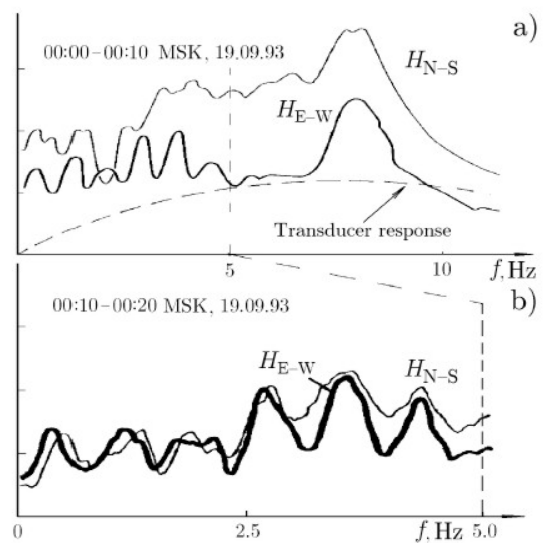 a)
00:00–00:10 MSK, 19.09.93
H_N–S
H_E–W
Transducer response
5
10
f, Hz
b)
00:10–00:20 MSK, 19.09.93
H_E–W
H_N–S
0
2.5
f, Hz
5.0